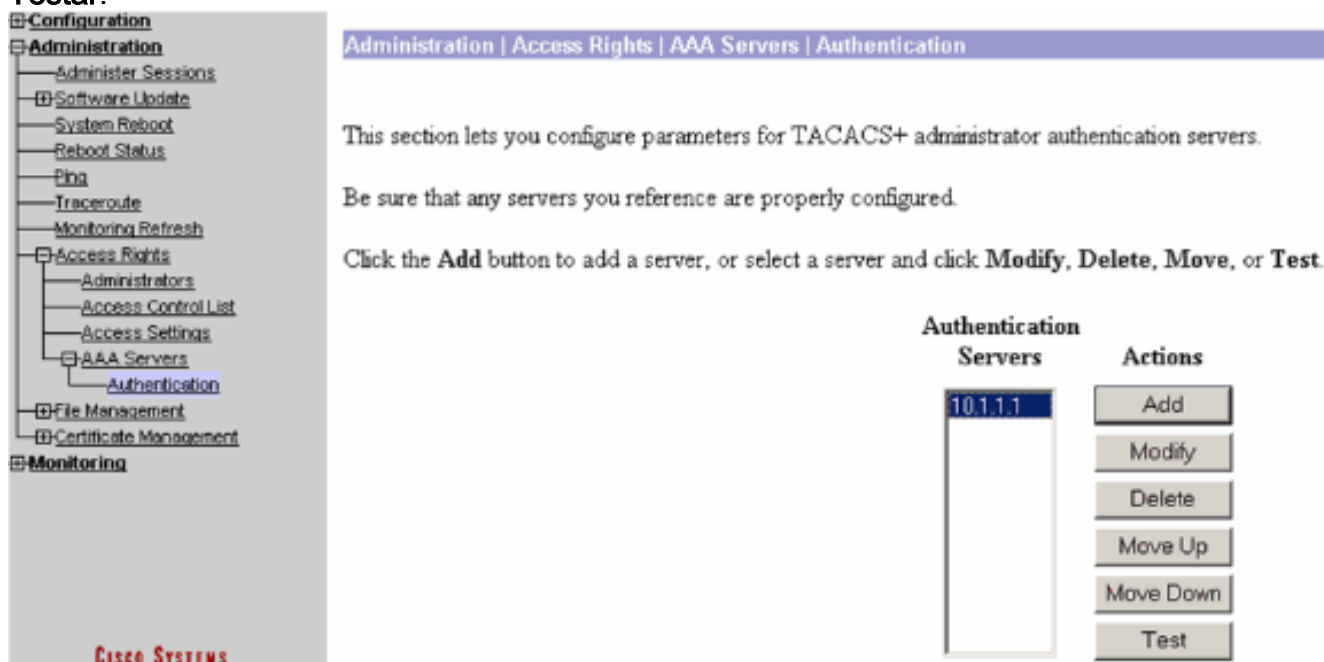 Testar.
Configuration
Administration
Administer Sessions
Software Update
System Reboot
Reboot Status
Ping
Traceroute
Monitoring Refresh
Access Rights
Administrators
Access Control List
Access Settings
AAA Servers
Authentication
File Management
Certificate Management
Monitoring
CISCO SYSTEMS
Administration | Access Rights | AAA Servers | Authentication
This section lets you configure parameters for TACACS+ administrator authentication servers.
Be sure that any servers you reference are properly configured.
Click the Add button to add a server, or select a server and click Modify, Delete, Move, or Test.
Authentication
Servers
Actions
10.1.1.1
Add
Modify
Delete
Move Up
Move Down
Test